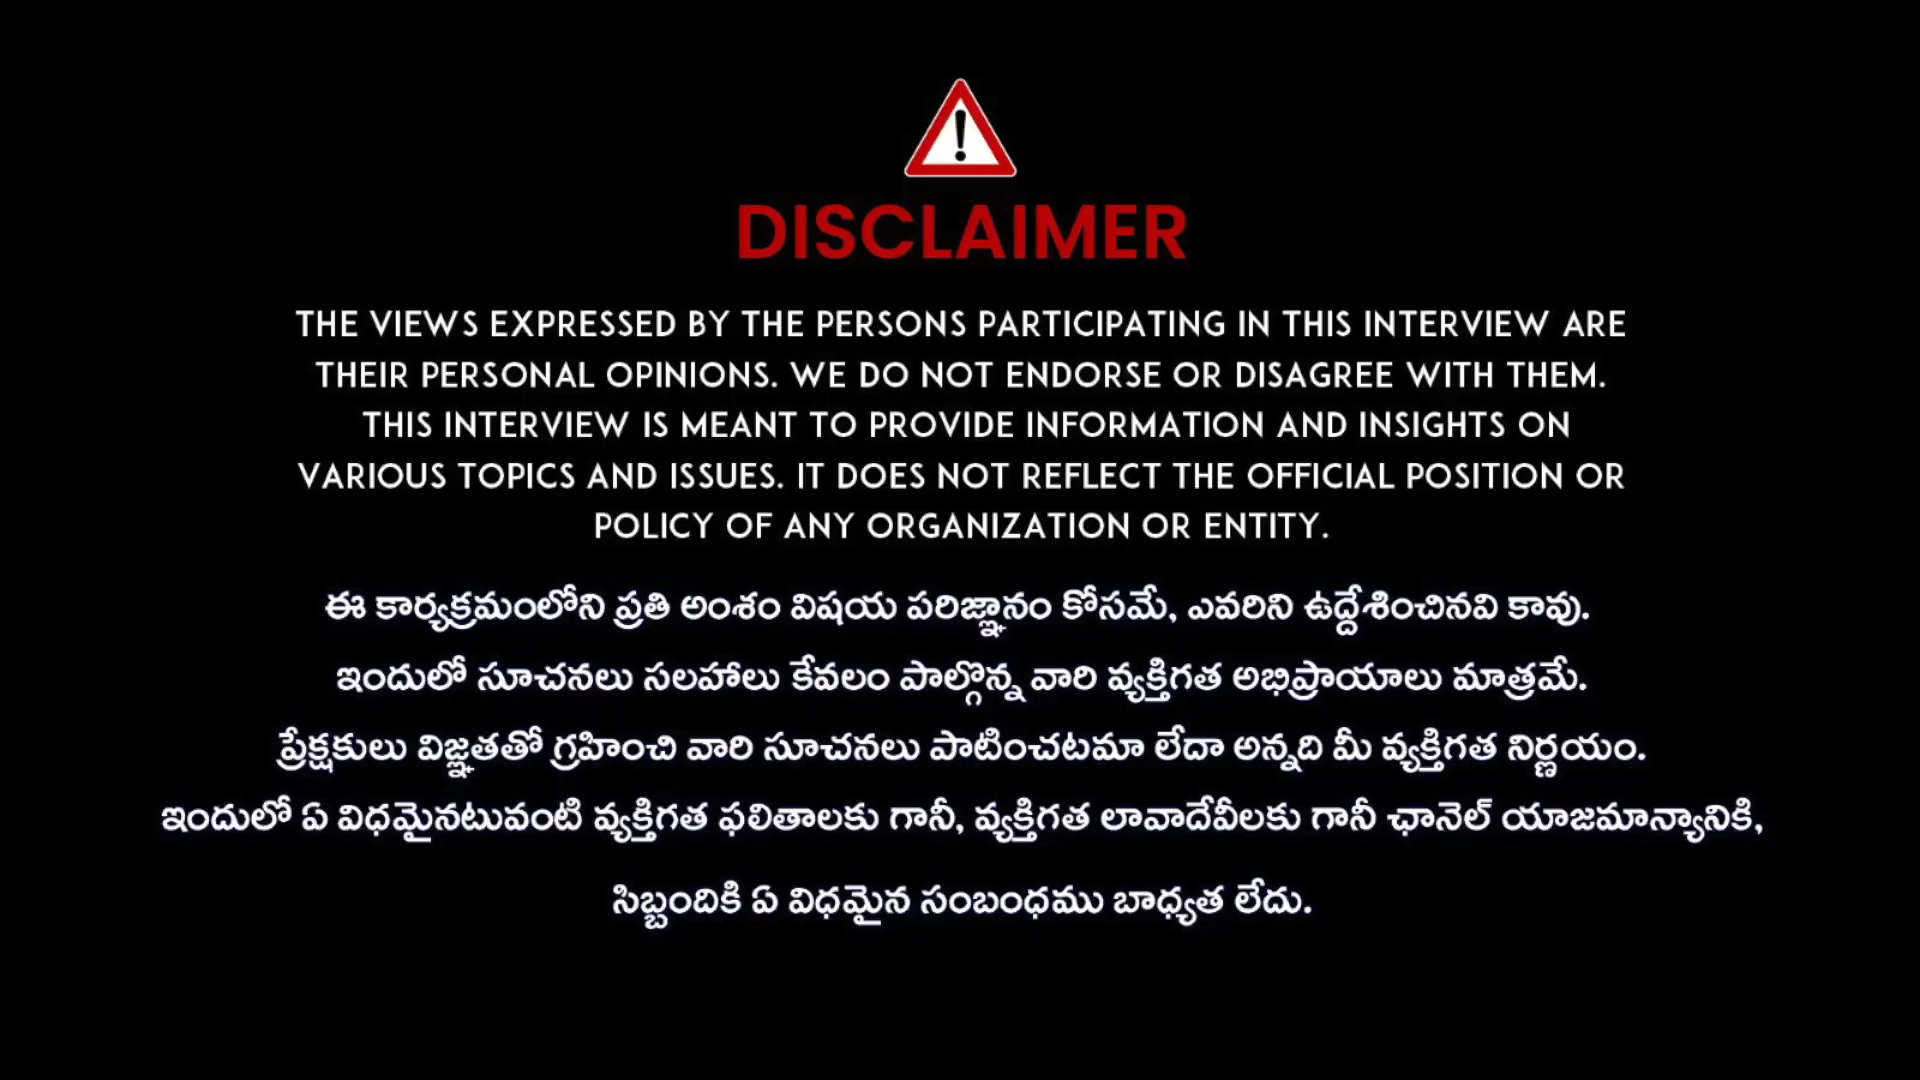 DISCLAIMER
THE VIEWS EXPRESSED BY THE PERSONS PARTICIPATING IN THIS INTERVIEW ARE
THEIR PERSONAL OPINIONS. WE DO NOT ENDORSE OR DISAGREE WITH THEM.
THIS INTERVIEW IS MEANT TO PROVIDE INFORMATION AND INSIGHTS ON
VARIOUS TOPICS AND ISSUES. IT DOES NOT REFLECT THE OFFICIAL POSITION OR
POLICY OF ANY ORGANIZATION OR ENTITY.
ఈ కార్యక్రమంలోని ప్రతి అంశం విషయ పరిజ్ఞానం కోసమే, ఎవరిని ఉద్దేశించినవి కావు.
ఇందులో సూచనలు సలహాలు కేవలం పాల్గొన్న వారి వ్యక్తిగత అభిప్రాయాలు మాత్రమే.
ప్రేక్షకులు విజ్ఞతతో గ్రహించి వారి సూచనలు పాటించటమా లేదా అన్నది మీ వ్యక్తిగత నిర్ణయం.
ఇందులో ఏ విధమైనటువంటి వ్యక్తిగత ఫలితాలకు గానీ, వ్యక్తిగత లావాదేవీలకు గానీ ఛానెల్ యాజమాన్యానికి,
సిబ్బందికి ఏ విధమైన సంబంధము బాధ్యత లేదు.